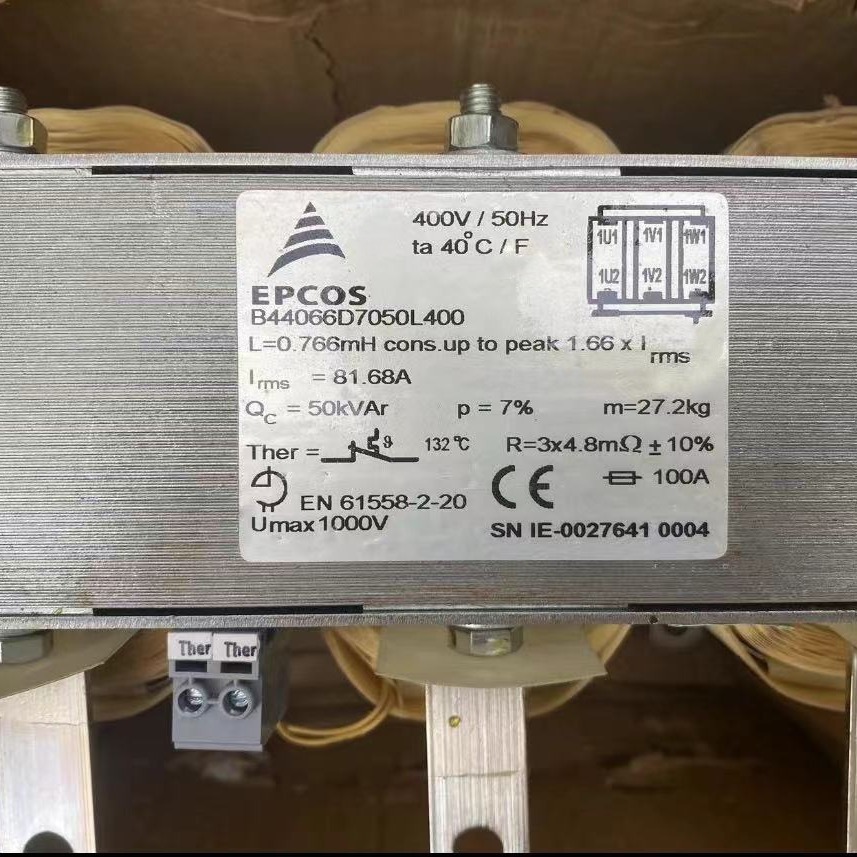 400V / 50Hz
ta 40°C / F
1U1 1V1 1W1
1U2 1V2 1W2
EPCOS
B44066D7050L400
L=0.766mH cons.up to peak 1.66 x Irms
Irms = 81.68A
Qc = 50kVAr p = 7% m=27.2kg
Ther = ϑ 132°C R=3x4.8mΩ ±10%
100A
EN 61558-2-20 CE
Umax1000V
SN IE-0027641 0004
Ther Ther